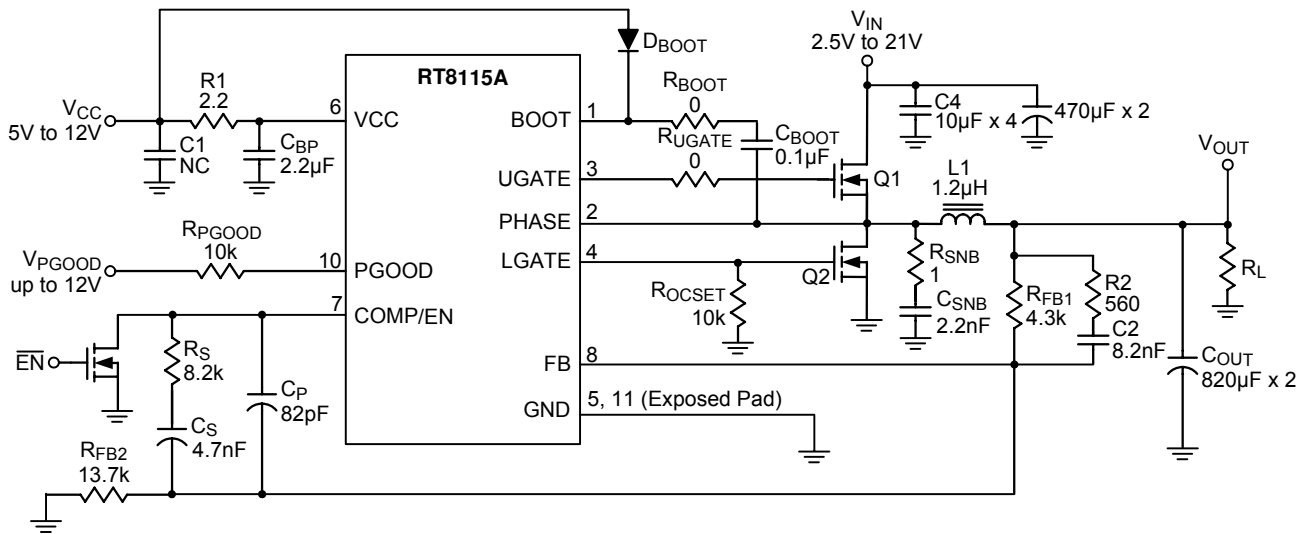 VIN
2.5V to 21V
DBOOT
RT8115A
R1
2.2
RBOOT
0
C4
10µF x 4
470µF x 2
VCC
5V to 12V
6
VCC
BOOT
1
CBOOT
0.1µF
RUGATE
0
VOUT
C1
NC
CBP
2.2µF
UGATE
3
Q1
L1
1.2µH
PHASE
2
RPGOOD
10k
VPGOOD
up to 12V
10
PGOOD
LGATE
4
Q2
RSNB
1
RL
ROCSET
10k
CSNB
2.2nF
RFB1
4.3k
R2
560
7
COMP/EN
C2
8.2nF
EN
RS
8.2k
FB
8
COUT
820µF x 2
CP
82pF
GND
5, 11 (Exposed Pad)
CS
4.7nF
RFB2
13.7k